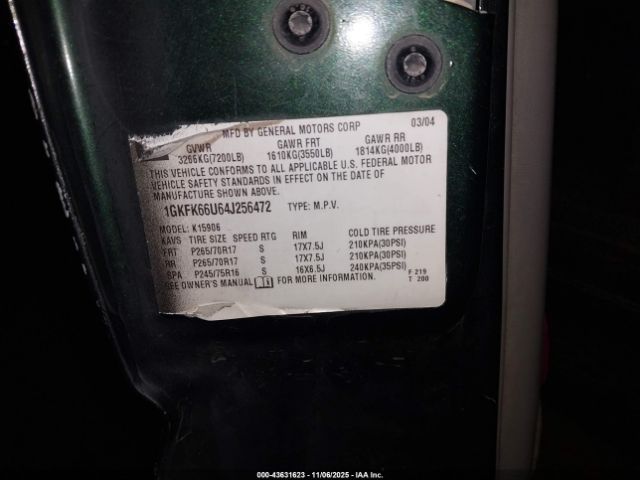 MFD BY GENERAL MOTORS CORP 03/04
GVWR GAWR FRT GAWR RR
3266KG(7200LB) 1610KG(3550LB) 1814KG(4000LB)
THIS VEHICLE CONFORMS TO ALL APPLICABLE U.S. FEDERAL MOTOR
VEHICLE SAFETY STANDARDS IN EFFECT ON THE DATE OF
MANUFACTURE SHOWN ABOVE.
1GKFK66U64J256472 TYPE: M.P.V.
MODEL: K15906
KAVS TIRE SIZE SPEED RTG RIM COLD TIRE PRESSURE
FRT P265/70R17 S 17X7.5J 210KPA(30PSI)
RR P265/70R17 S 17X7.5J 210KPA(30PSI)
SPA P245/75R16 S 16X6.5J 240KPA(35PSI)
SEE OWNER'S MANUAL FOR MORE INFORMATION.
F 219
T 200
000-43631623 | 11/06/2025 - IAA Inc.